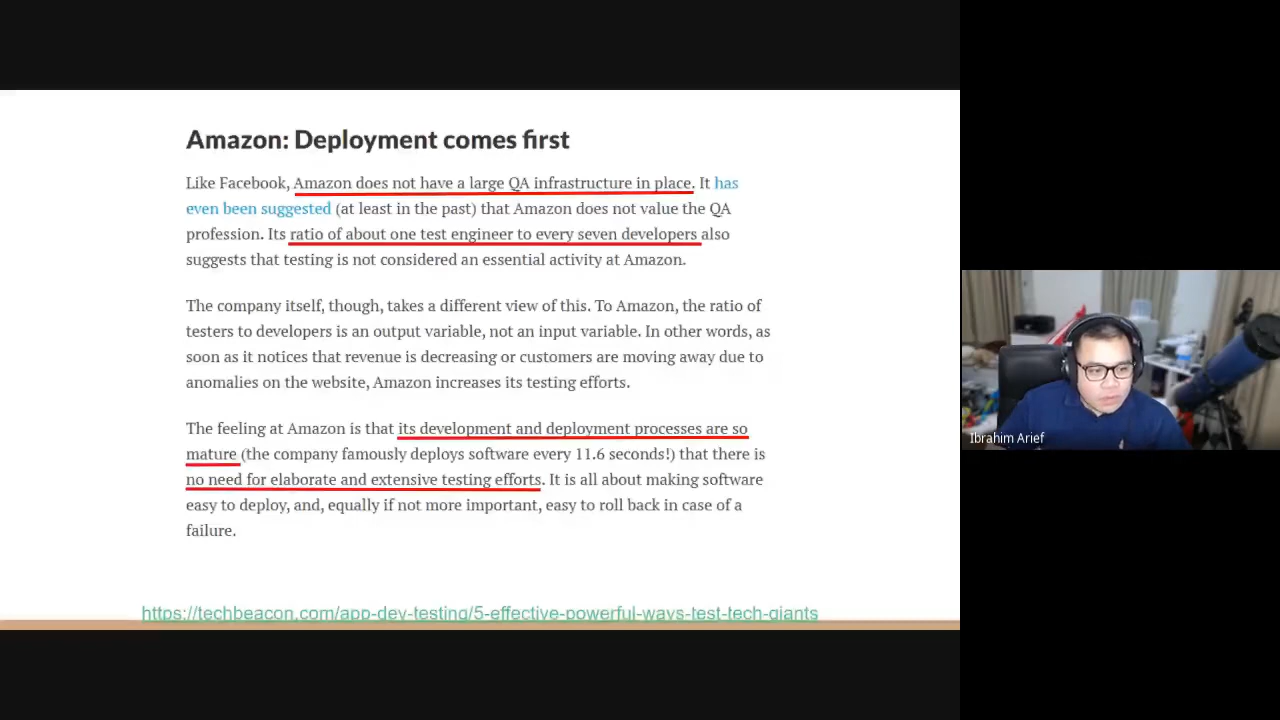 Amazon: Deployment comes first
Like Facebook, Amazon does not have a large QA infrastructure in place. It has
even been suggested (at least in the past) that Amazon does not value the QA
profession. Its ratio of about one test engineer to every seven developers also
suggests that testing is not considered an essential activity at Amazon.
The company itself, though, takes a different view of this. To Amazon, the ratio of
testers to developers is an output variable, not an input variable. In other words, as
soon as it notices that revenue is decreasing or customers are moving away due to
anomalies on the website, Amazon increases its testing efforts.
The feeling at Amazon is that its development and deployment processes are so
mature (the company famously deploys software every 11.6 seconds!) that there is
no need for elaborate and extensive testing efforts. It is all about making software
easy to deploy, and, equally if not more important, easy to roll back in case of a
failure.
https://techbeacon.com/app-dev-testing/5-effective-powerful-ways-test-tech-giants
Ibrahim Arief